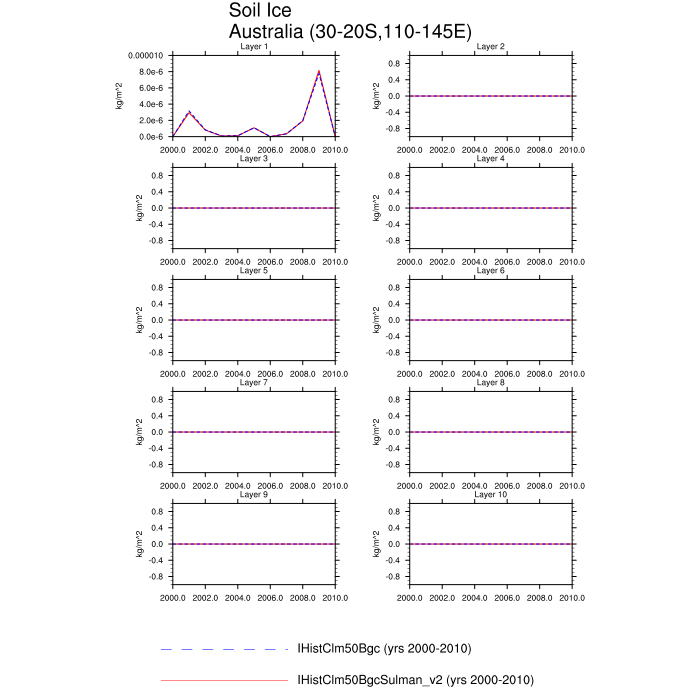 Soil Ice
Australia (30-20S,110-145E)
Layer 1
Layer 2
0.000010
8.0e-6
6.0e-6
4.0e-6
2.0e-6
0.0e-6
kg/m^2
2000.0 2002.0 2004.0 2006.0 2008.0 2010.0
0.8
0.4
0.0
-0.4
-0.8
kg/m^2
2000.0 2002.0 2004.0 2006.0 2008.0 2010.0
Layer 3
Layer 4
0.8
0.4
0.0
-0.4
-0.8
kg/m^2
2000.0 2002.0 2004.0 2006.0 2008.0 2010.0
0.8
0.4
0.0
-0.4
-0.8
kg/m^2
2000.0 2002.0 2004.0 2006.0 2008.0 2010.0
Layer 5
Layer 6
0.8
0.4
0.0
-0.4
-0.8
kg/m^2
2000.0 2002.0 2004.0 2006.0 2008.0 2010.0
0.8
0.4
0.0
-0.4
-0.8
kg/m^2
2000.0 2002.0 2004.0 2006.0 2008.0 2010.0
Layer 7
Layer 8
0.8
0.4
0.0
-0.4
-0.8
kg/m^2
2000.0 2002.0 2004.0 2006.0 2008.0 2010.0
0.8
0.4
0.0
-0.4
-0.8
kg/m^2
2000.0 2002.0 2004.0 2006.0 2008.0 2010.0
Layer 9
Layer 10
0.8
0.4
0.0
-0.4
-0.8
kg/m^2
2000.0 2002.0 2004.0 2006.0 2008.0 2010.0
0.8
0.4
0.0
-0.4
-0.8
kg/m^2
2000.0 2002.0 2004.0 2006.0 2008.0 2010.0
IHistClm50Bgc (yrs 2000-2010)
IHistClm50BgcSulman_v2 (yrs 2000-2010)